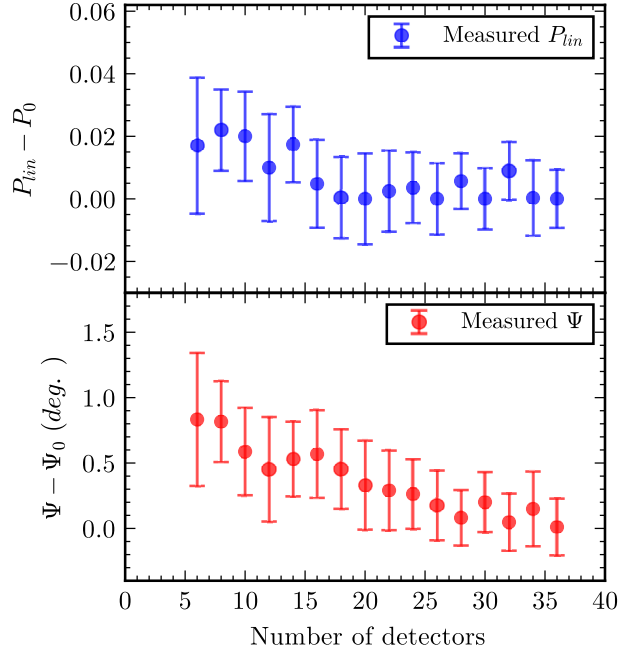 0.06
0.04
0.02
0.00
−0.02
P_lin − P_0
Measured P_lin
1.5
1.0
0.5
0.0
Ψ − Ψ_0 (deg. )
Measured Ψ
0 5 10 15 20 25 30 35 40
Number of detectors